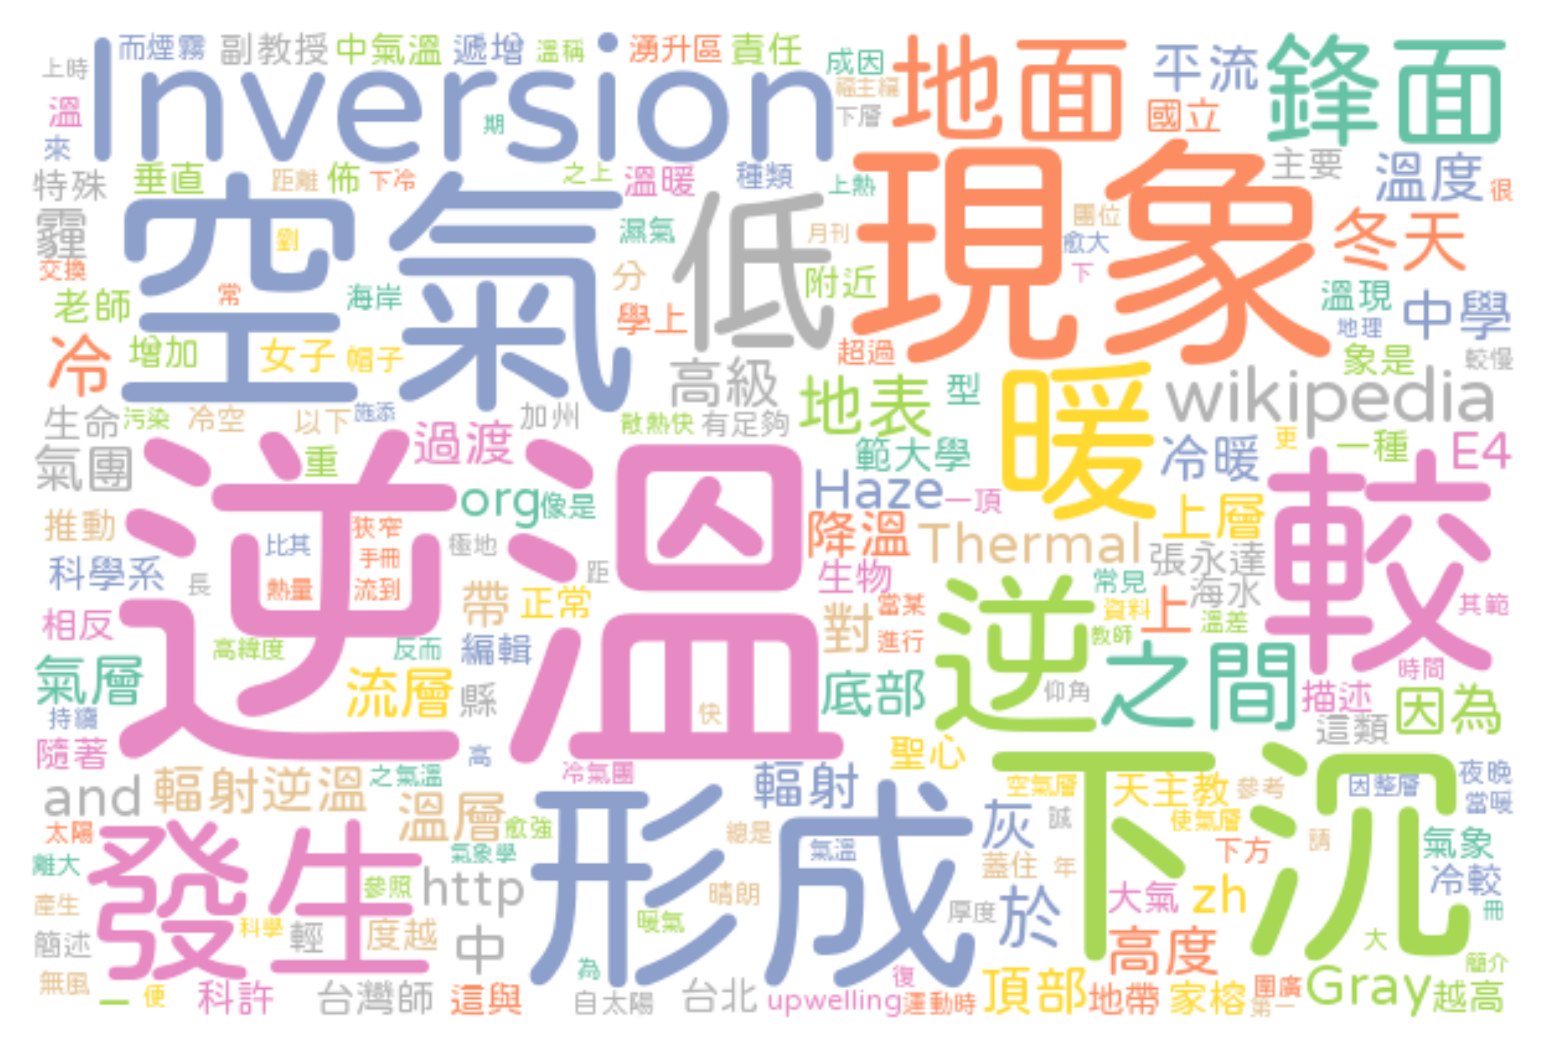 而煙霧 副教授 中氣溫 遞增 溫稱 湧升區 責任
上時 Inversion 成因 地面 平流 鋒面
溫 期 福主編 下層 國立
來
特殊 垂直 距離 佈 下冷 之上 溫暖 種類 上熱 現象 主要 溫度 很
霾 空氣 劉 濕氣 低 月刊 團位 愈大 冬天
交換 常 海岸 分 附近 下 溫現 中學
老師 學上 地理
冷 增加 女子 帽子 高級 超過 象是 較慢
生命 污染 冷空 以下 施添 加州 散熱快 有足夠 地表 型 暖 wikipedia
氣團 過渡 重 範大學 冷暖 更 一種 E4
逆溫 org 像是 Haze 一頂 上層 較
推動 狹窄 比其 手冊 極地 降溫 Thermal 張永達
科學系 長 熱量 流到 距 生物 常見 海水
相反 帶 正常 對 當某 進行 逆 資料 教師 上 溫差 其範
氣層 高緯度 反而 編輯 之間 時間
持續 流層 縣 快 底部 仰角 描述 因為
隨著 之氣溫 高 冷氣團 聖心 這類
and 輻射逆溫 溫層 輻射 空氣層 天主教 參考 因整層 夜晚
太陽 發生 愈強 形成 總是 灰 誠 使氣層 下沉 當暖
離大 氣象學 氣溫 蓋住 年 下方 請 氣象
產生 參照 http 晴朗 大氣 zh 冷較
簡述 科學 輕 度越 中 暖氣 厚度 於 高度 大 冊
無風 為 復 簡介
一 便 科許 台灣師 這與 自太陽 台北 upwelling 運動時 頂部 地帶 家榕 圍廣 第一 Gray 越高